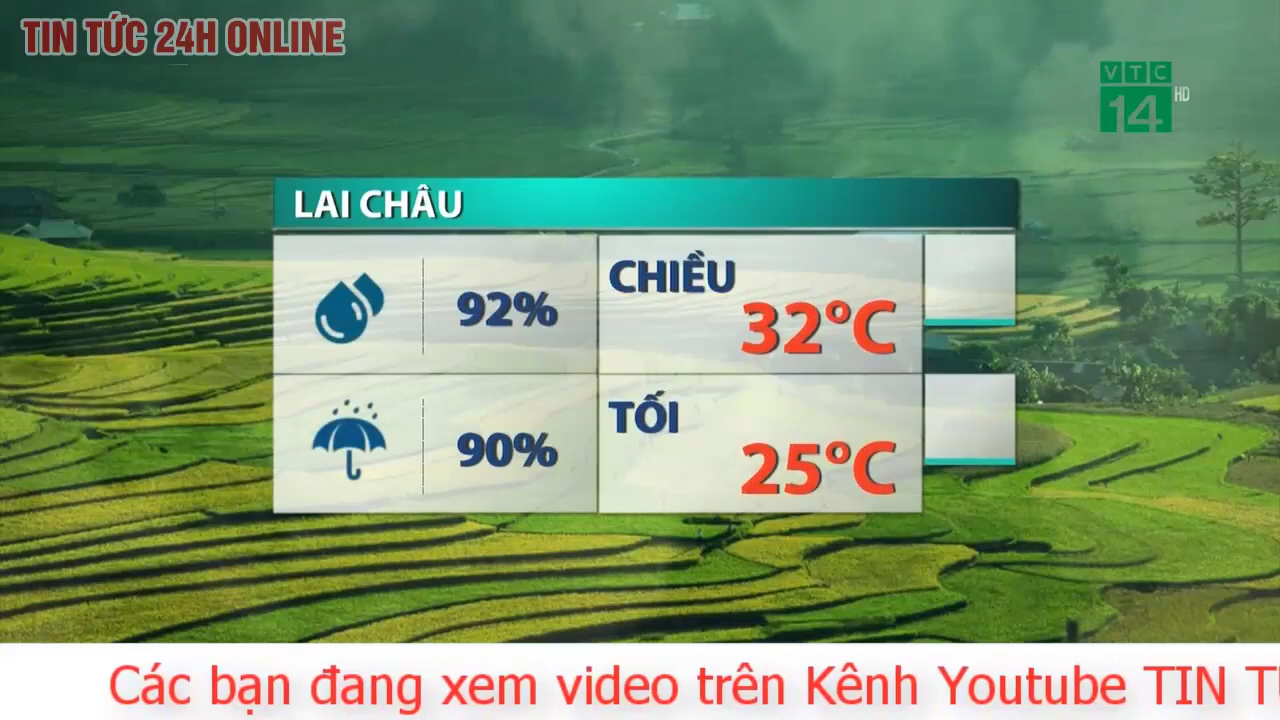 TIN TỨC 24H ONLINE
VTC
14 HD
LAI CHÂU
92%
CHIỀU
32°C
90%
TỐI
25°C
Các bạn đang xem video trên Kênh Youtube TIN